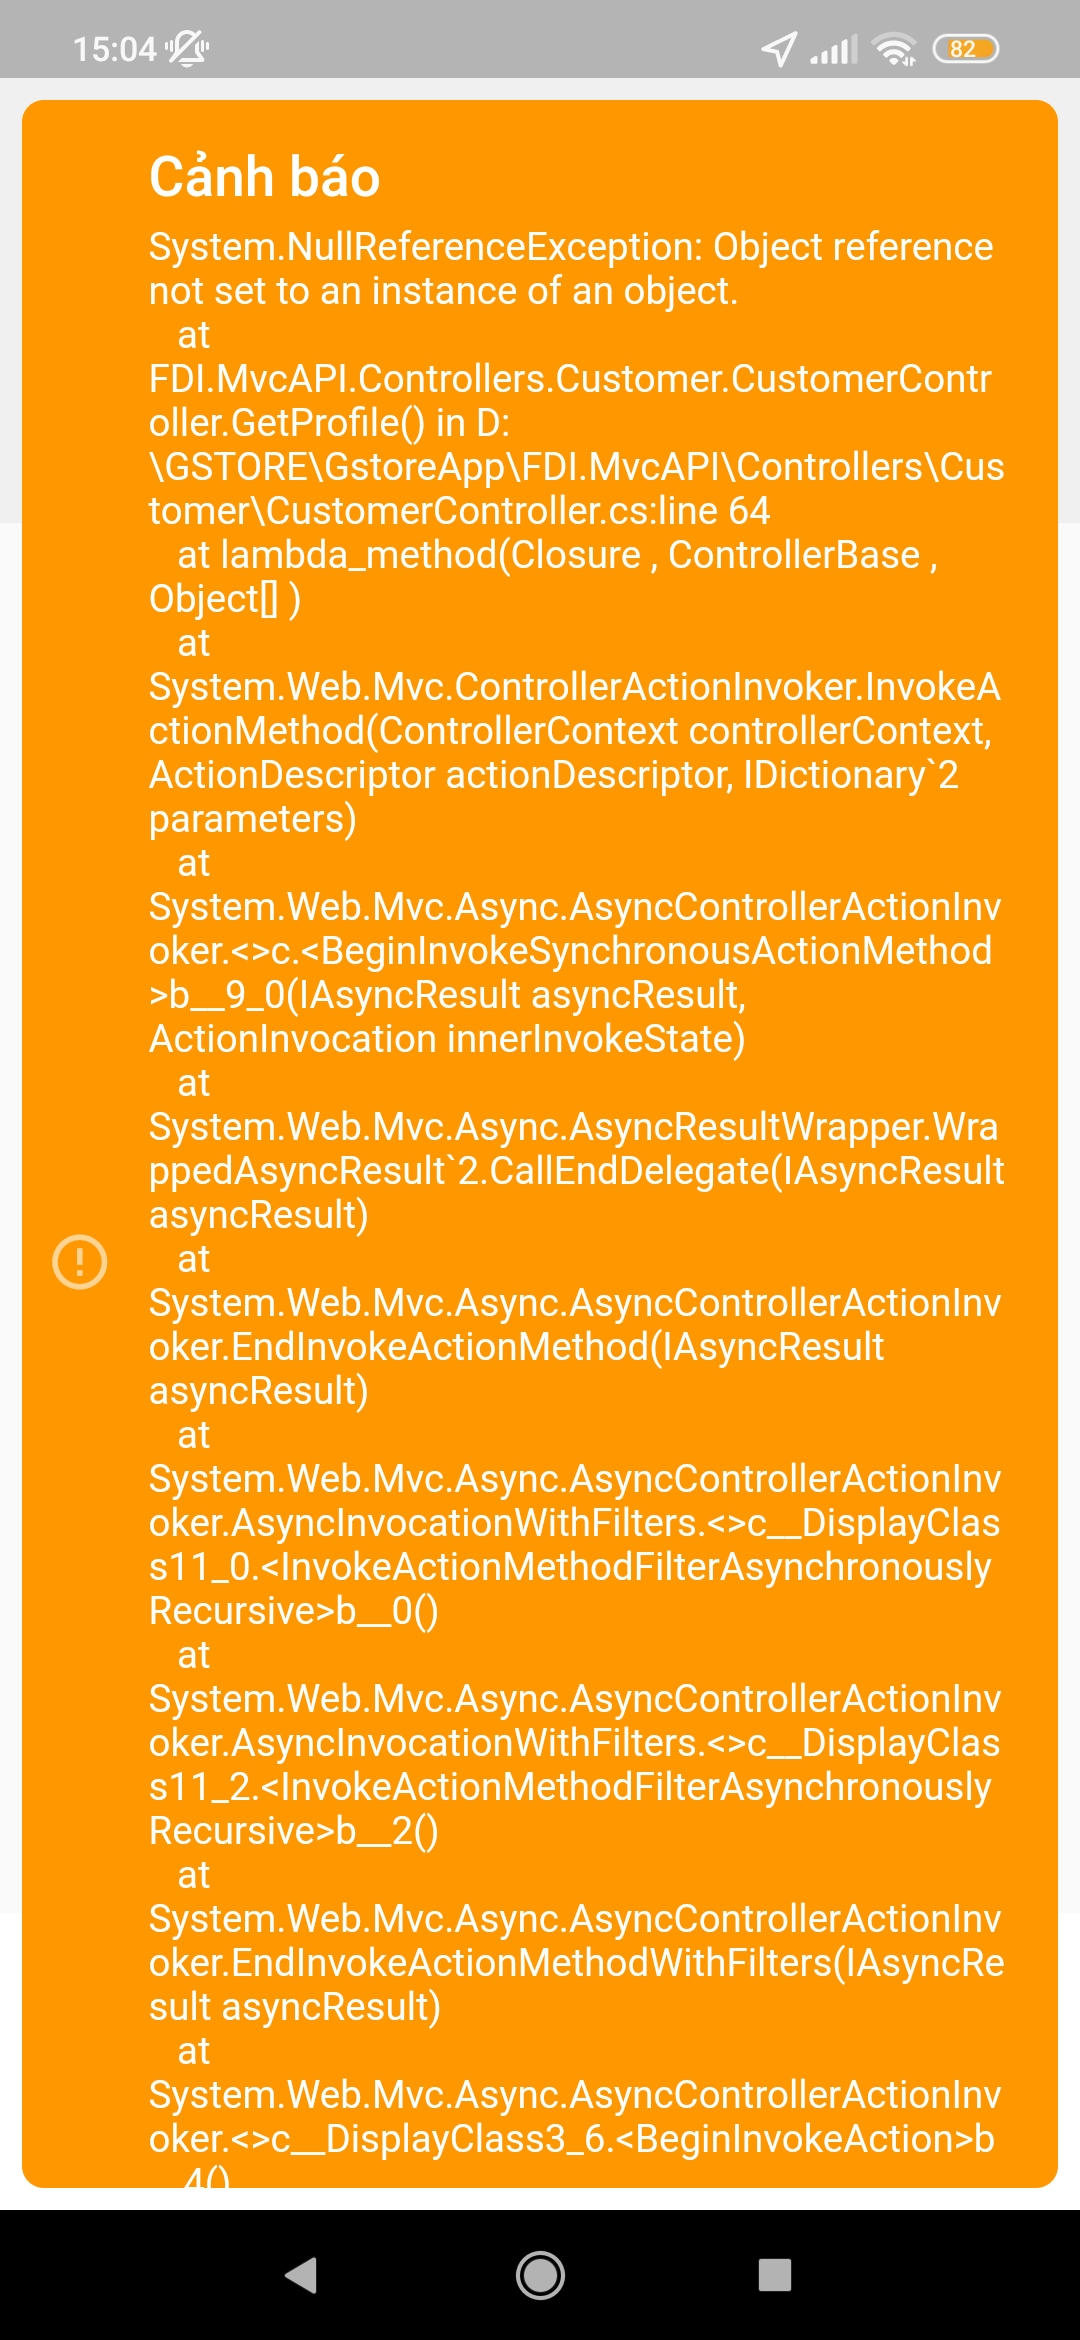 15:04
82
Cảnh báo
System.NullReferenceException: Object reference
not set to an instance of an object.
at
FDI.MvcAPI.Controllers.Customer.CustomerContr
oller.GetProfile() in D:
\GSTORE\GstoreApp\FDI.MvcAPI\Controllers\Cus
tomer\CustomerController.cs:line 64
at lambda_method(Closure , ControllerBase ,
Object[] )
at
System.Web.Mvc.ControllerActionInvoker.InvokeA
ctionMethod(ControllerContext controllerContext,
ActionDescriptor actionDescriptor, IDictionary`2
parameters)
at
System.Web.Mvc.Async.AsyncControllerActionInv
oker.<>c.<BeginInvokeSynchronousActionMethod
>b__9_0(IAsyncResult asyncResult,
ActionInvocation innerInvokeState)
at
System.Web.Mvc.Async.AsyncResultWrapper.Wra
ppedAsyncResult`2.CallEndDelegate(IAsyncResult
asyncResult)
at
System.Web.Mvc.Async.AsyncControllerActionInv
oker.EndInvokeActionMethod(IAsyncResult
asyncResult)
at
System.Web.Mvc.Async.AsyncControllerActionInv
oker.AsyncInvocationWithFilters.<>c__DisplayClas
s11_0.<InvokeActionMethodFilterAsynchronously
Recursive>b__0()
at
System.Web.Mvc.Async.AsyncControllerActionInv
oker.AsyncInvocationWithFilters.<>c__DisplayClas
s11_2.<InvokeActionMethodFilterAsynchronously
Recursive>b__2()
at
System.Web.Mvc.Async.AsyncControllerActionInv
oker.EndInvokeActionMethodWithFilters(IAsyncRe
sult asyncResult)
at
System.Web.Mvc.Async.AsyncControllerActionInv
oker.<>c__DisplayClass3_6.<BeginInvokeAction>b
__4()